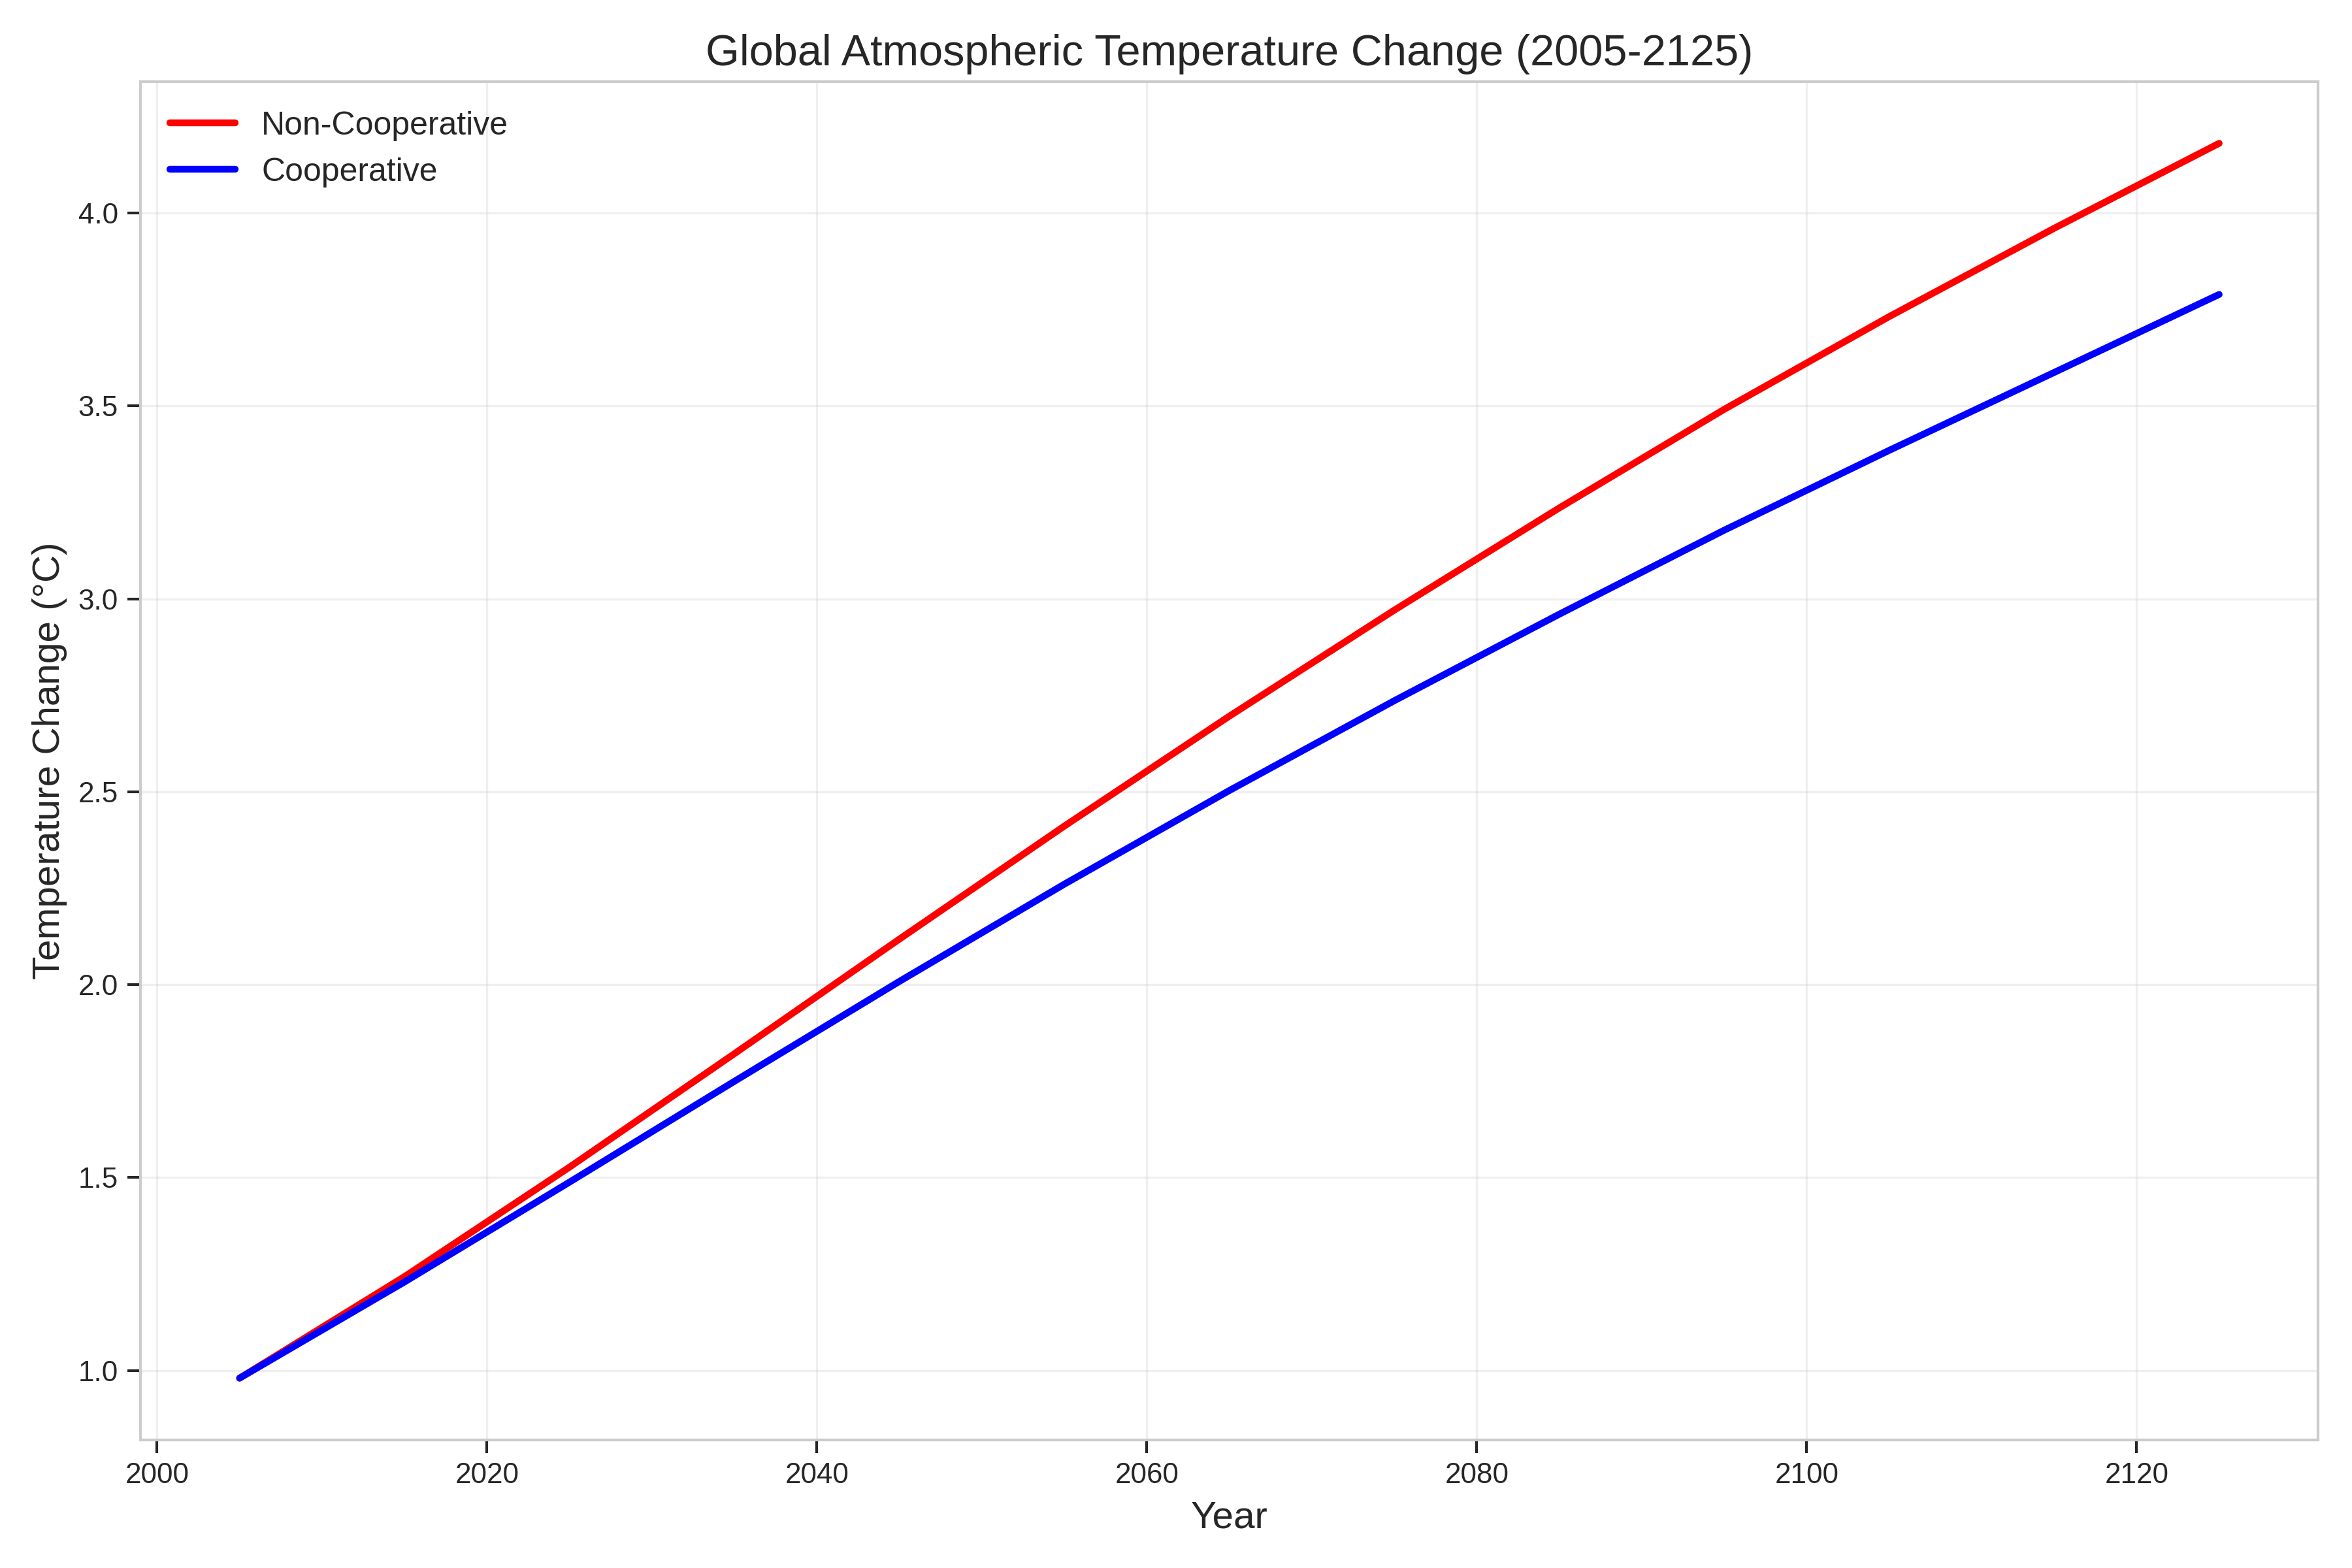 Global Atmospheric Temperature Change (2005-2125)
Non-Cooperative
Cooperative
Temperature Change (°C)
4.0
3.5
3.0
2.5
2.0
1.5
1.0
2000 2020 2040 2060 2080 2100 2120
Year